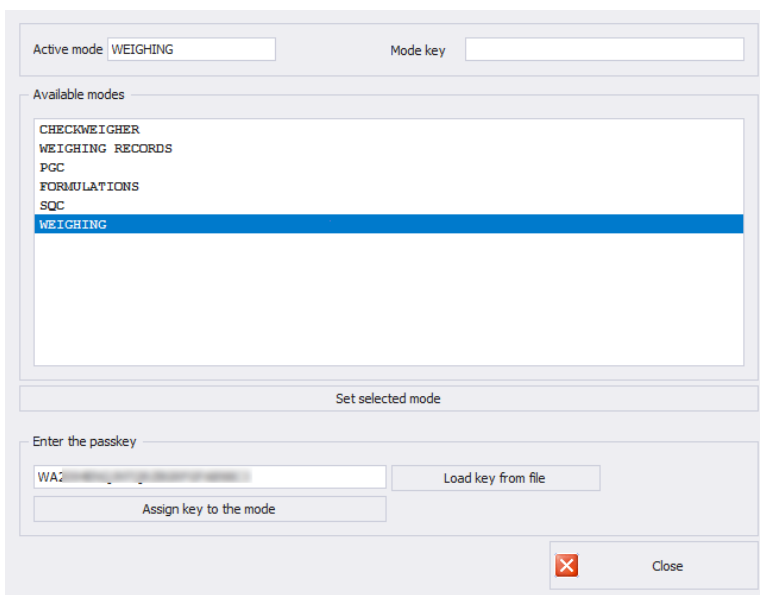 Active mode WEIGHING Mode key
Available modes
CHECKWEIGHER
WEIGHING RECORDS
PGC
FORMULATIONS
SQC
WEIGHING
Set selected mode
Enter the passkey
WA2
Load key from file
Assign key to the mode
Close